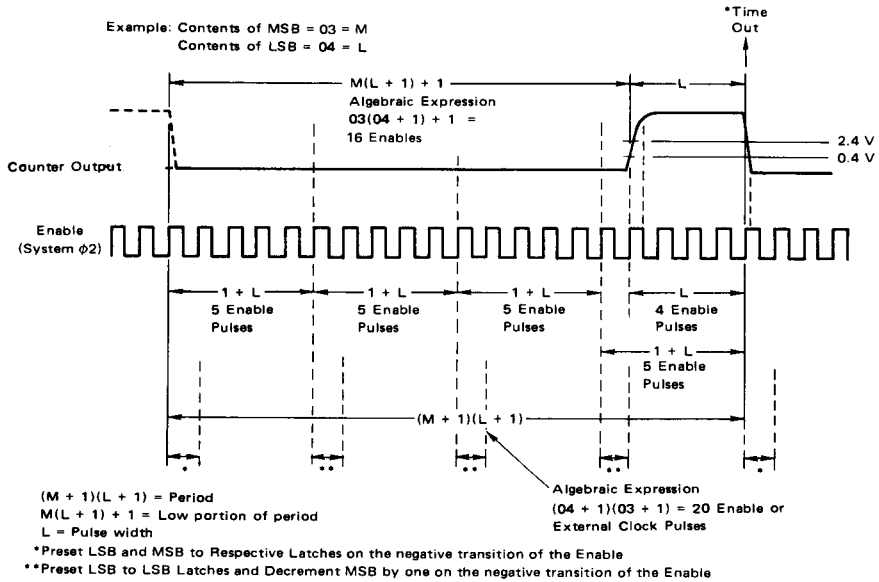 *Time
Out
Example: Contents of MSB = 03 = M
Contents of LSB = 04 = L
M(L + 1) + 1
L
Algebraic Expression
03(04 + 1) + 1 =
16 Enables
2.4 V
0.4 V
Counter Output
Enable
(System ϕ2)
1 + L
5 Enable
Pulses
1 + L
5 Enable
Pulses
1 + L
5 Enable
Pulses
L
4 Enable
Pulses
1 + L
5 Enable
Pulses
(M + 1)(L + 1)
*
**
**
**
*
Algebraic Expression
(04 + 1)(03 + 1) = 20 Enable or
External Clock Pulses
(M + 1)(L + 1) = Period
M(L + 1) + 1 = Low portion of period
L = Pulse width
*Preset LSB and MSB to Respective Latches on the negative transition of the Enable
**Preset LSB to LSB Latches and Decrement MSB by one on the negative transition of the Enable